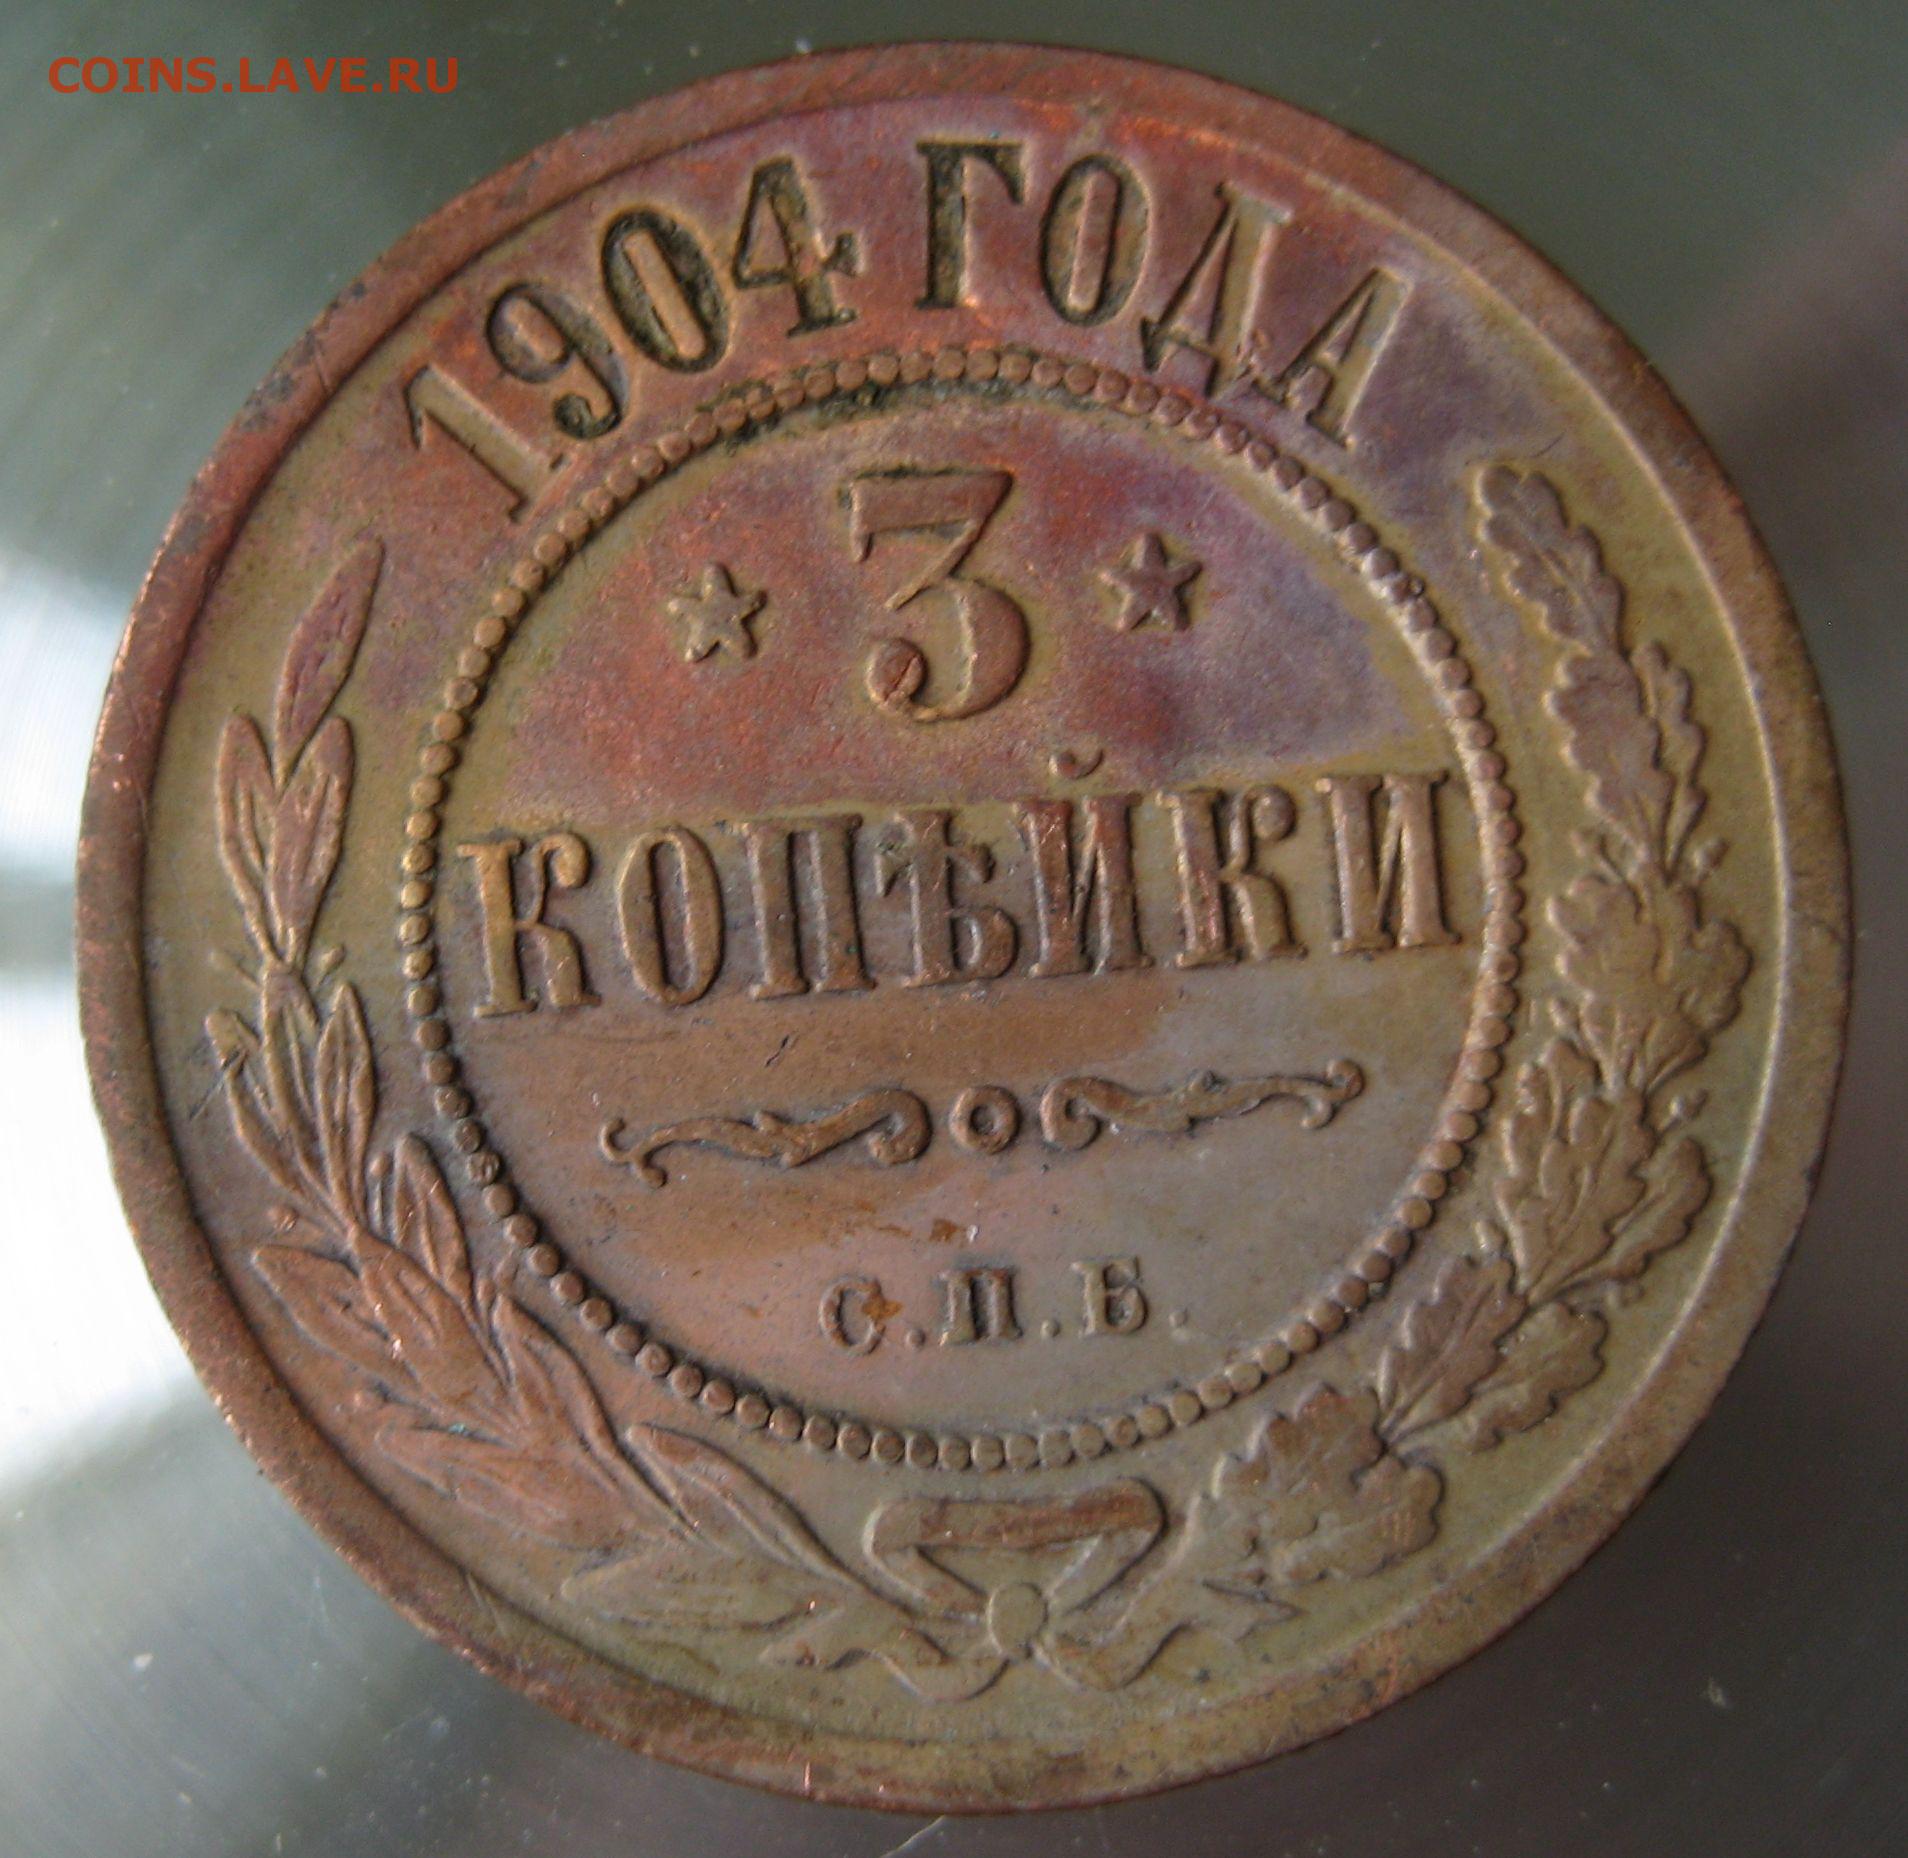 COINS.LAVE.RU
1904 ГОДА
3
КОПѢЙКИ
С.П.Б.